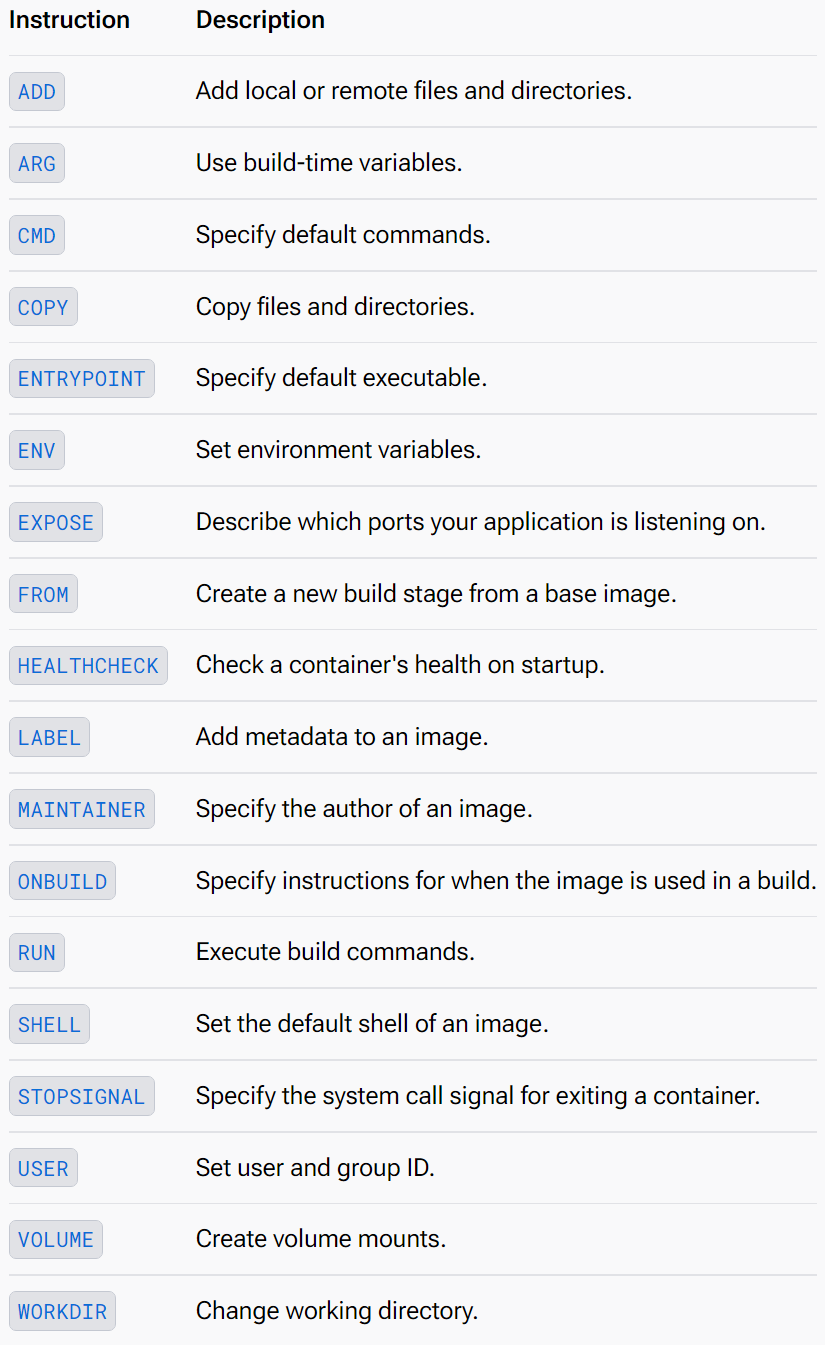 Instruction Description
ADD Add local or remote files and directories.
ARG Use build-time variables.
CMD Specify default commands.
COPY Copy files and directories.
ENTRYPOINT Specify default executable.
ENV Set environment variables.
EXPOSE Describe which ports your application is listening on.
FROM Create a new build stage from a base image.
HEALTHCHECK Check a container's health on startup.
LABEL Add metadata to an image.
MAINTAINER Specify the author of an image.
ONBUILD Specify instructions for when the image is used in a build.
RUN Execute build commands.
SHELL Set the default shell of an image.
STOPSIGNAL Specify the system call signal for exiting a container.
USER Set user and group ID.
VOLUME Create volume mounts.
WORKDIR Change working directory.